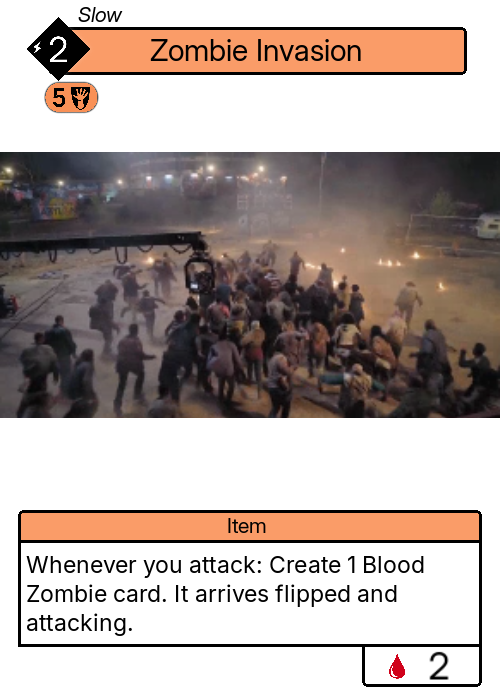 Slow
2
Zombie Invasion
5
Item
Whenever you attack: Create 1 Blood
Zombie card. It arrives flipped and
attacking.
2